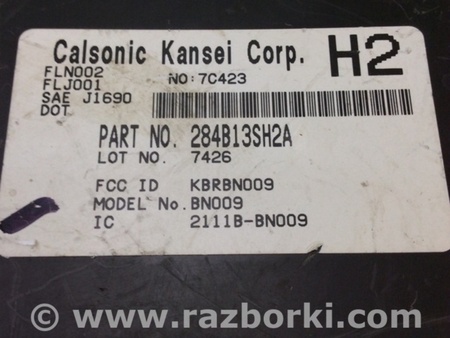 Calsonic Kansei Corp. H2
FLN002
FLJ001 NO:7C423
SAE J1690
DOT
PART NO. 284B13SH2A
LOT NO. 7426
FCC ID KBRBN009
MODEL No. BN009
IC 2111B-BN009
© www.razborki.com